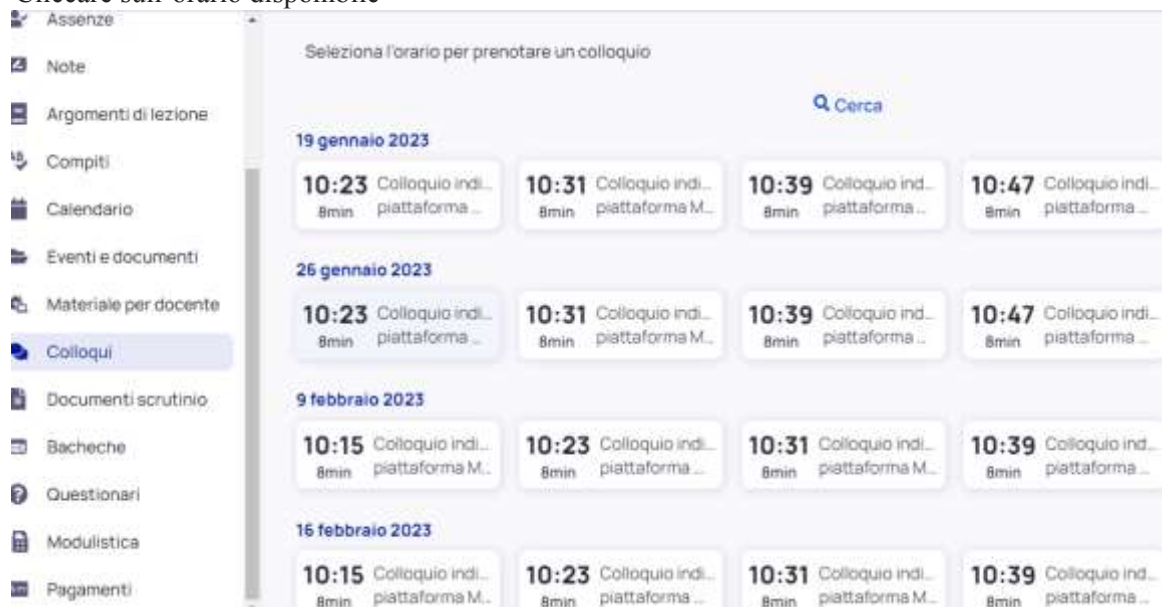 Cliccare sull'orario disponibile
Assenze
Note
Argomenti di lezione
Compiti
Calendario
Eventi e documenti
Materiale per docente
Colloqui
Documenti scrutinio
Bacheche
Questionari
Modulistica
Pagamenti
Seleziona l'orario per prenotare un colloquio
Cerca
19 gennaio 2023
10:23 Colloquio indi...
8min piattaforma ...
10:31 Colloquio indi...
8min piattaforma M...
10:39 Colloquio ind...
8min piattaforma ...
10:47 Colloquio indi...
8min piattaforma ...
26 gennaio 2023
10:23 Colloquio indi...
8min piattaforma ...
10:31 Colloquio indi...
8min piattaforma M...
10:39 Colloquio ind...
8min piattaforma ...
10:47 Colloquio indi...
8min piattaforma ...
9 febbraio 2023
10:15 Colloquio indi...
8min piattaforma M...
10:23 Colloquio indi...
8min piattaforma ...
10:31 Colloquio indi...
8min piattaforma M...
10:39 Colloquio ind...
8min piattaforma ...
16 febbraio 2023
10:15 Colloquio indi...
8min piattaforma M...
10:23 Colloquio indi...
8min piattaforma ...
10:31 Colloquio indi...
8min piattaforma M...
10:39 Colloquio ind...
8min piattaforma ...